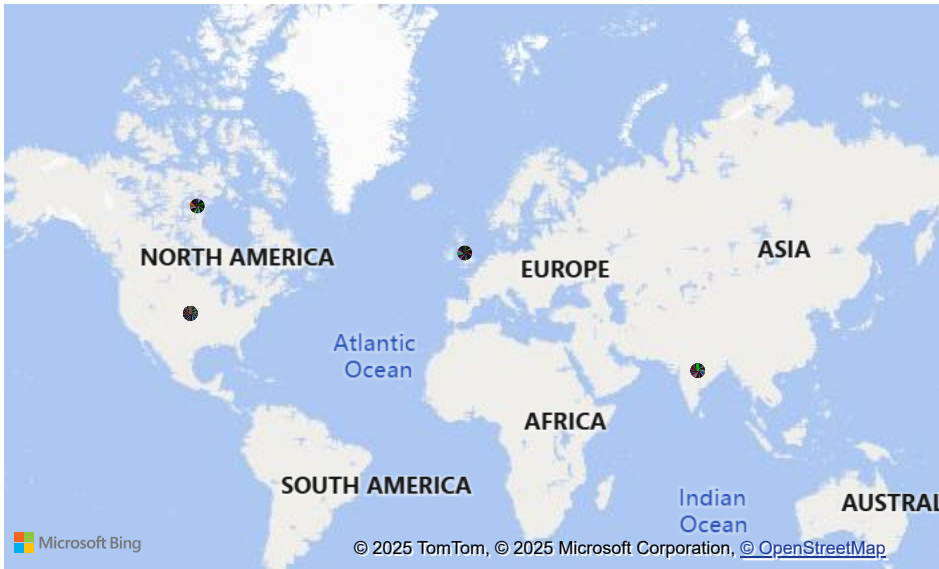 NORTH AMERICA
EUROPE
ASIA
Atlantic
Ocean
AFRICA
SOUTH AMERICA
Indian
Ocean
AUSTRAL
Microsoft Bing
© 2025 TomTom, © 2025 Microsoft Corporation, © OpenStreetMap